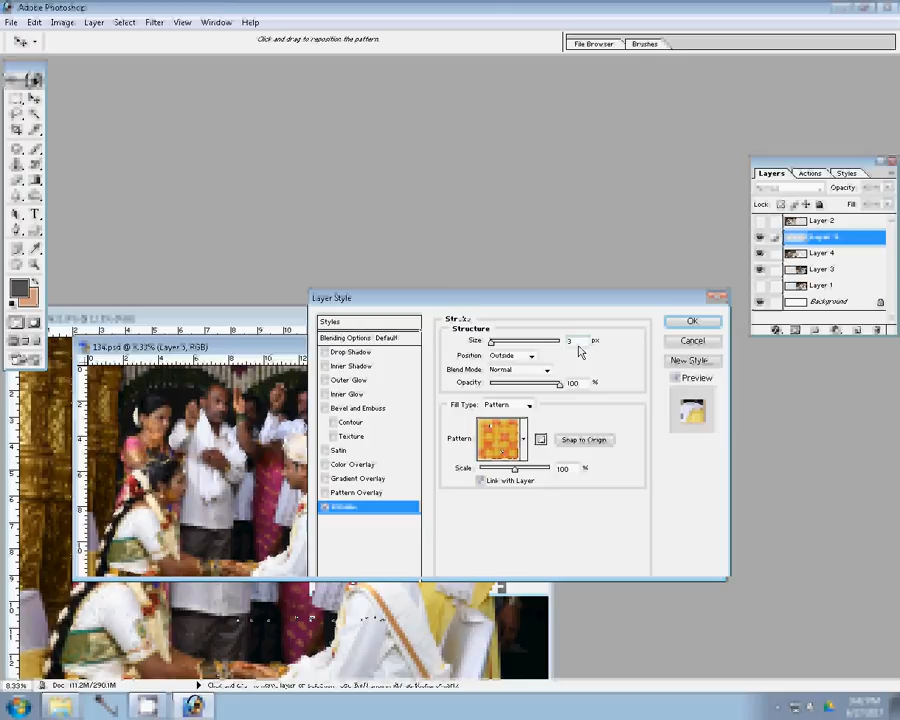 Adobe Photoshop
File Edit Image Layer Select Filter View Window Help
Click and drag to reposition the pattern.
File Browser Brushes
Layers Actions Styles
Opacity:
Lock: Fill:
Layer 2
Layer 4
Layer 3
Layer 1
Background
Layer Style
Styles
Blending Options: Default
Drop Shadow
Inner Shadow
Outer Glow
Inner Glow
Bevel and Emboss
Contour
Texture
Satin
Color Overlay
Gradient Overlay
Pattern Overlay
Stroke
Structure
Size 3 px
Position: Outside
Blend Mode: Normal
Opacity: 100 %
Fill Type: Pattern
Pattern: Snap to Origin
Scale: 100 %
Link with Layer
OK
Cancel
New Style...
Preview
134.psd @ 8.33% (Layer 5, RGB)
8.33% Doc: 11.2M/290.1M